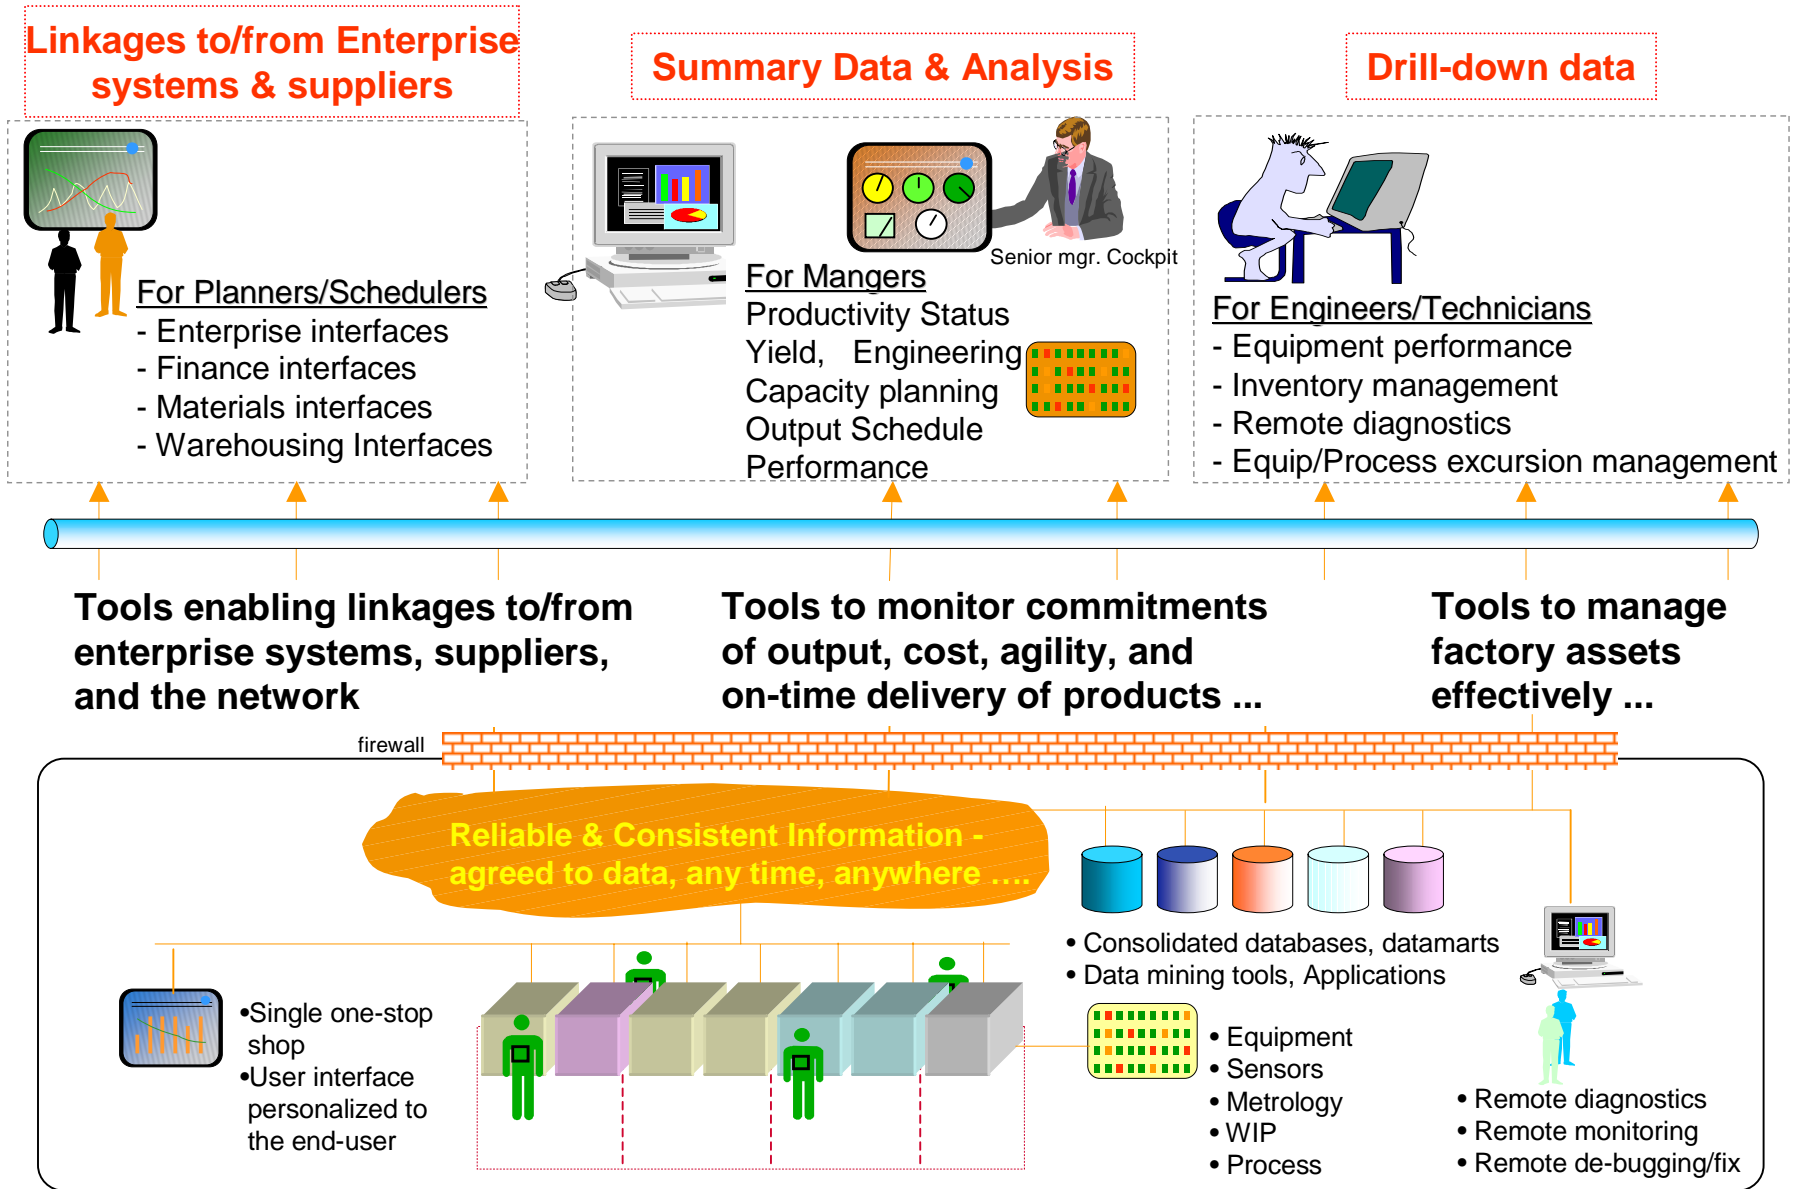 Linkages to/from Enterprise
systems & suppliers
Summary Data & Analysis
Drill-down data
For Planners/Schedulers
- Enterprise interfaces
- Finance interfaces
- Materials interfaces
- Warehousing Interfaces
Senior mgr. Cockpit
For Mangers
Productivity Status
Yield, Engineering
Capacity planning
Output Schedule
Performance
For Engineers/Technicians
- Equipment performance
- Inventory management
- Remote diagnostics
- Equip/Process excursion management
Tools enabling linkages to/from
enterprise systems, suppliers,
and the network
Tools to monitor commitments
of output, cost, agility, and
on-time delivery of products ...
Tools to manage
factory assets
effectively ...
firewall
Reliable & Consistent Information -
agreed to data, any time, anywhere ....
•Single one-stop
shop
•User interface
personalized to
the end-user
• Consolidated databases, datamarts
• Data mining tools, Applications
• Equipment
• Sensors
• Metrology
• WIP
• Process
• Remote diagnostics
• Remote monitoring
• Remote de-bugging/fix